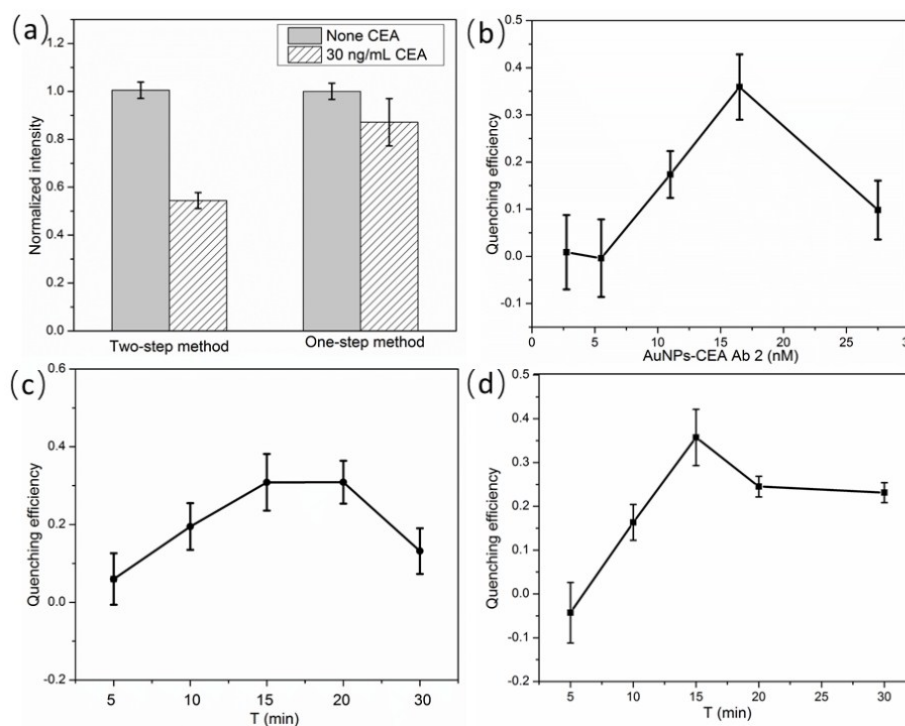 (a)
1.2
1.0
0.8
0.6
0.4
0.2
0.0
Normalized intensity
None CEA
30 ng/mL CEA
Two-step method
One-step method
(b)
0.5
0.4
0.3
0.2
0.1
0.0
-0.1
Quenching efficiency
0
5
10
15
20
25
AuNPs-CEA Ab 2 (nM)
(c)
0.6
0.4
0.2
0.0
-0.2
Quenching efficiency
5
10
15
20
30
T (min)
(d)
0.5
0.4
0.3
0.2
0.1
0.0
-0.1
-0.2
Quenching efficiency
5
10
15
20
30
T (min)